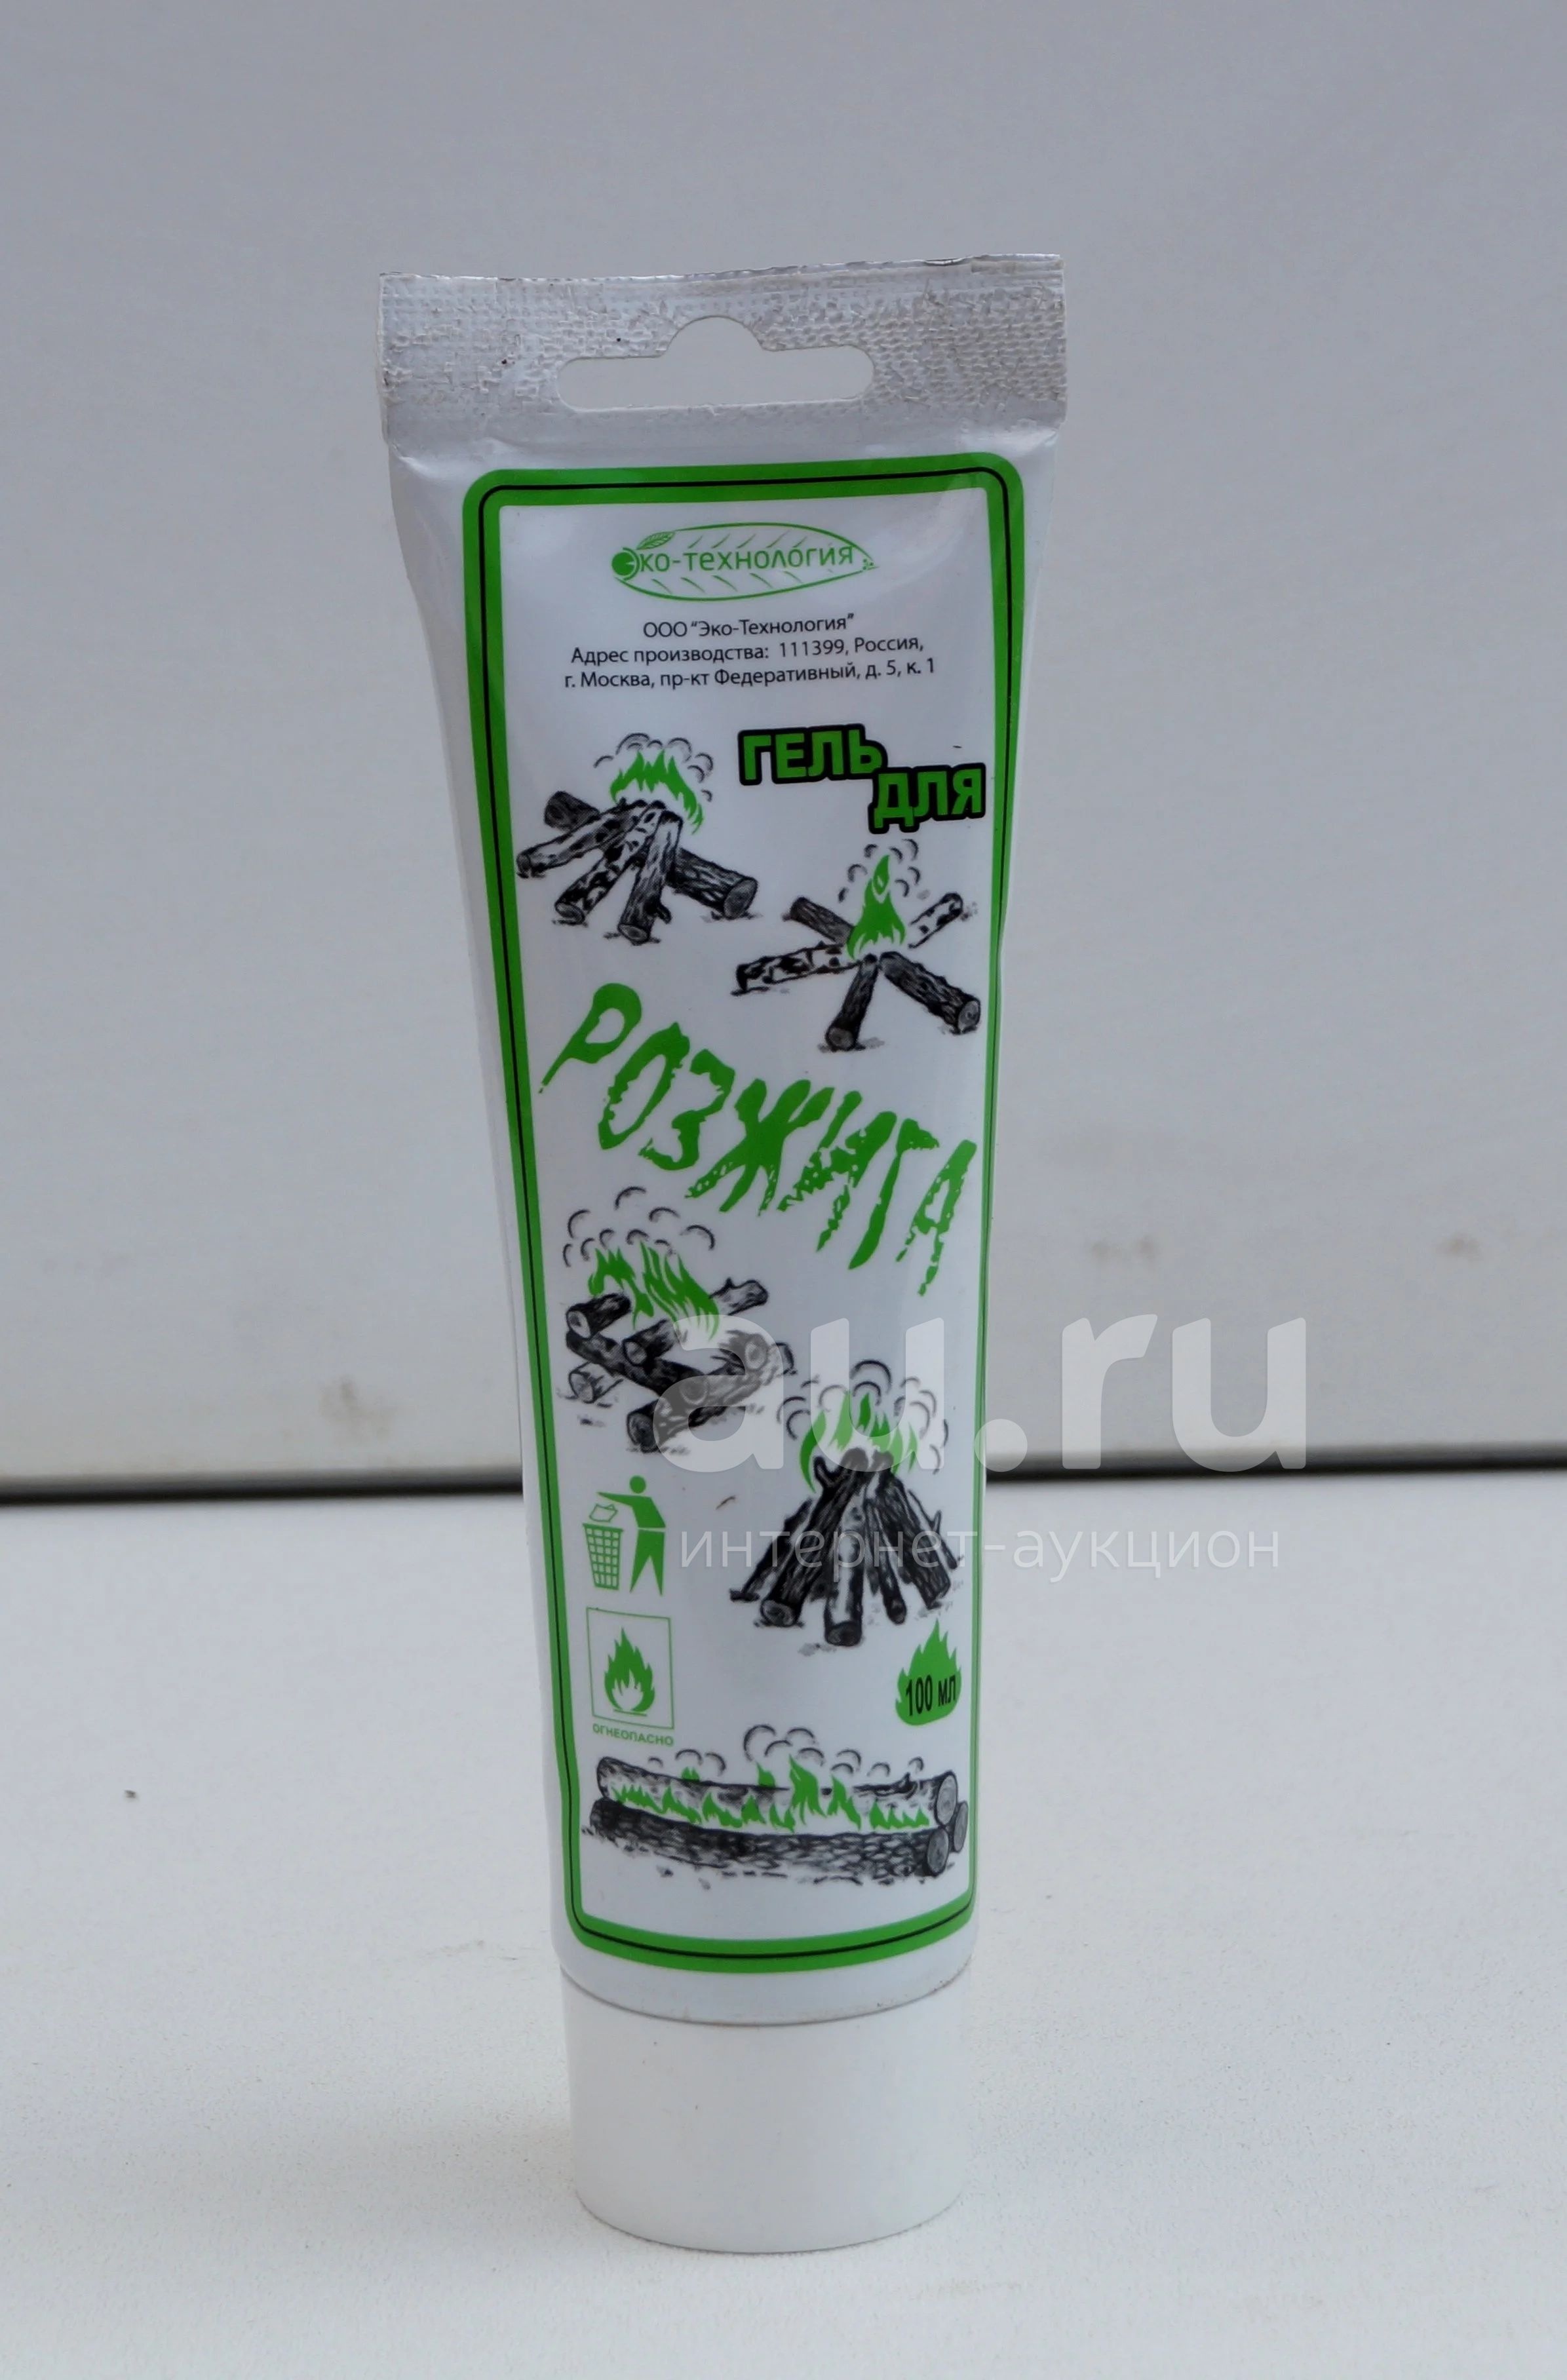 Эко-технология
ООО "Эко-Технология"
Адрес производства: 111399, Россия,
г. Москва, пр-кт Федеративный, д. 5, к. 1
ГЕЛЬ
ДЛЯ
РОЗЖИГА
au.ru
интернет-аукцион
100 мл
ОГНЕОПАСНО